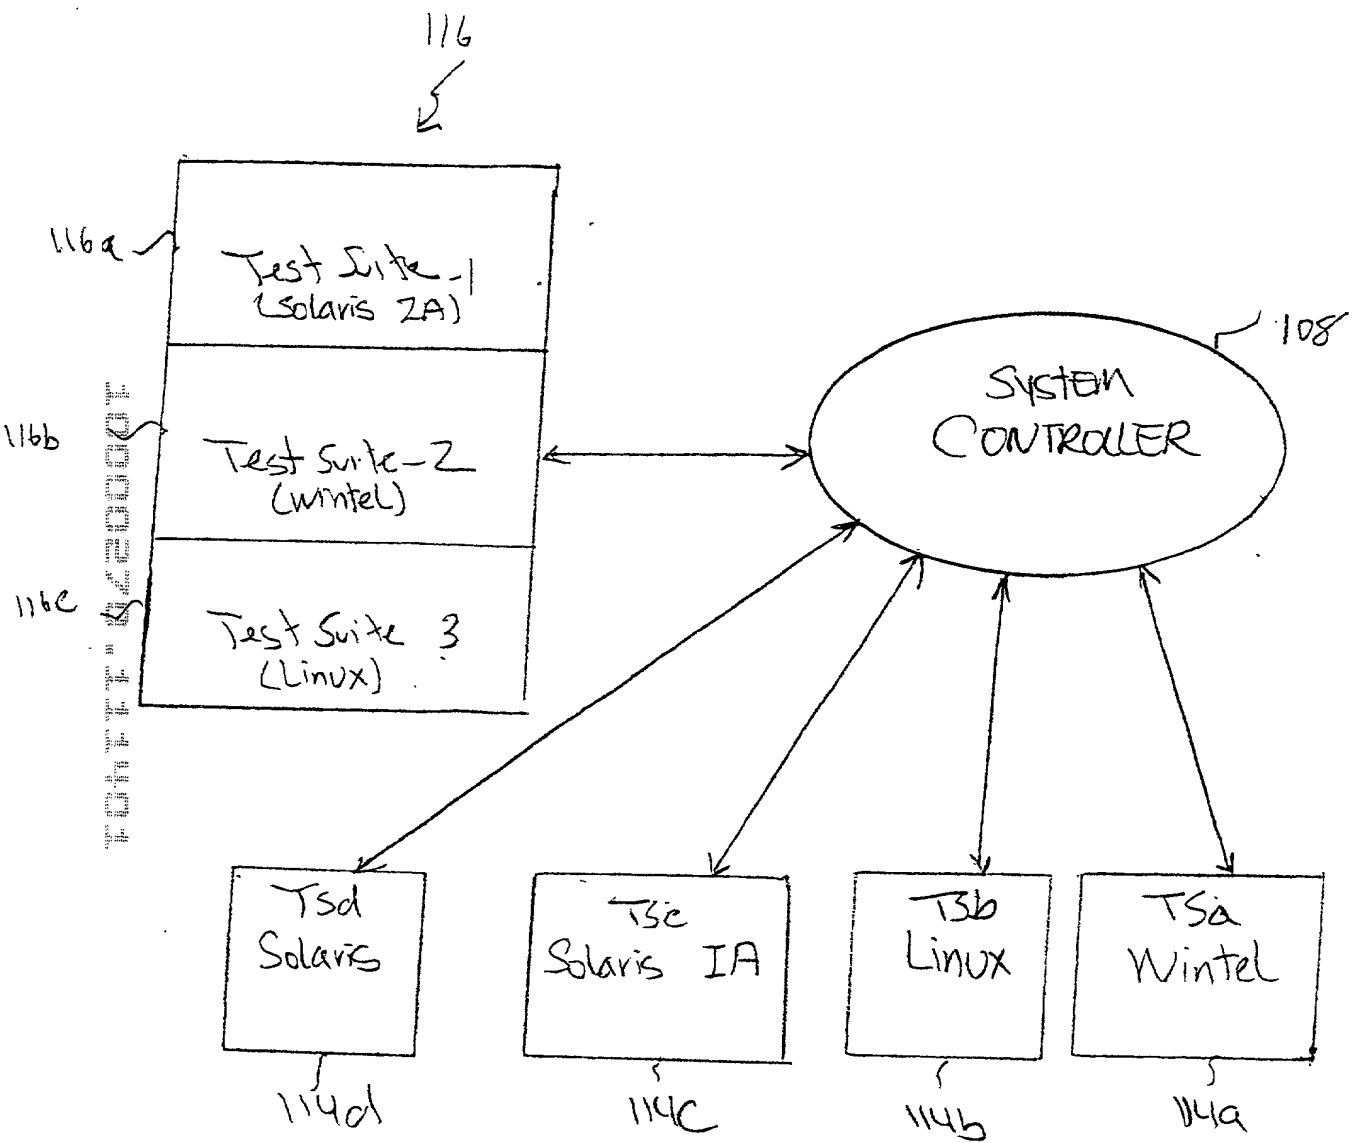 116
116a
Test Suite-1
(Solaris IA)
108
System
CONTROLLER
116b
Test Suite-2
(Wintel)
116c
Test Suite 3
(Linux)
TSd
Solaris
TSc
Solaris IA
TSb
Linux
TSa
Wintel
114d
114c
114b
114a